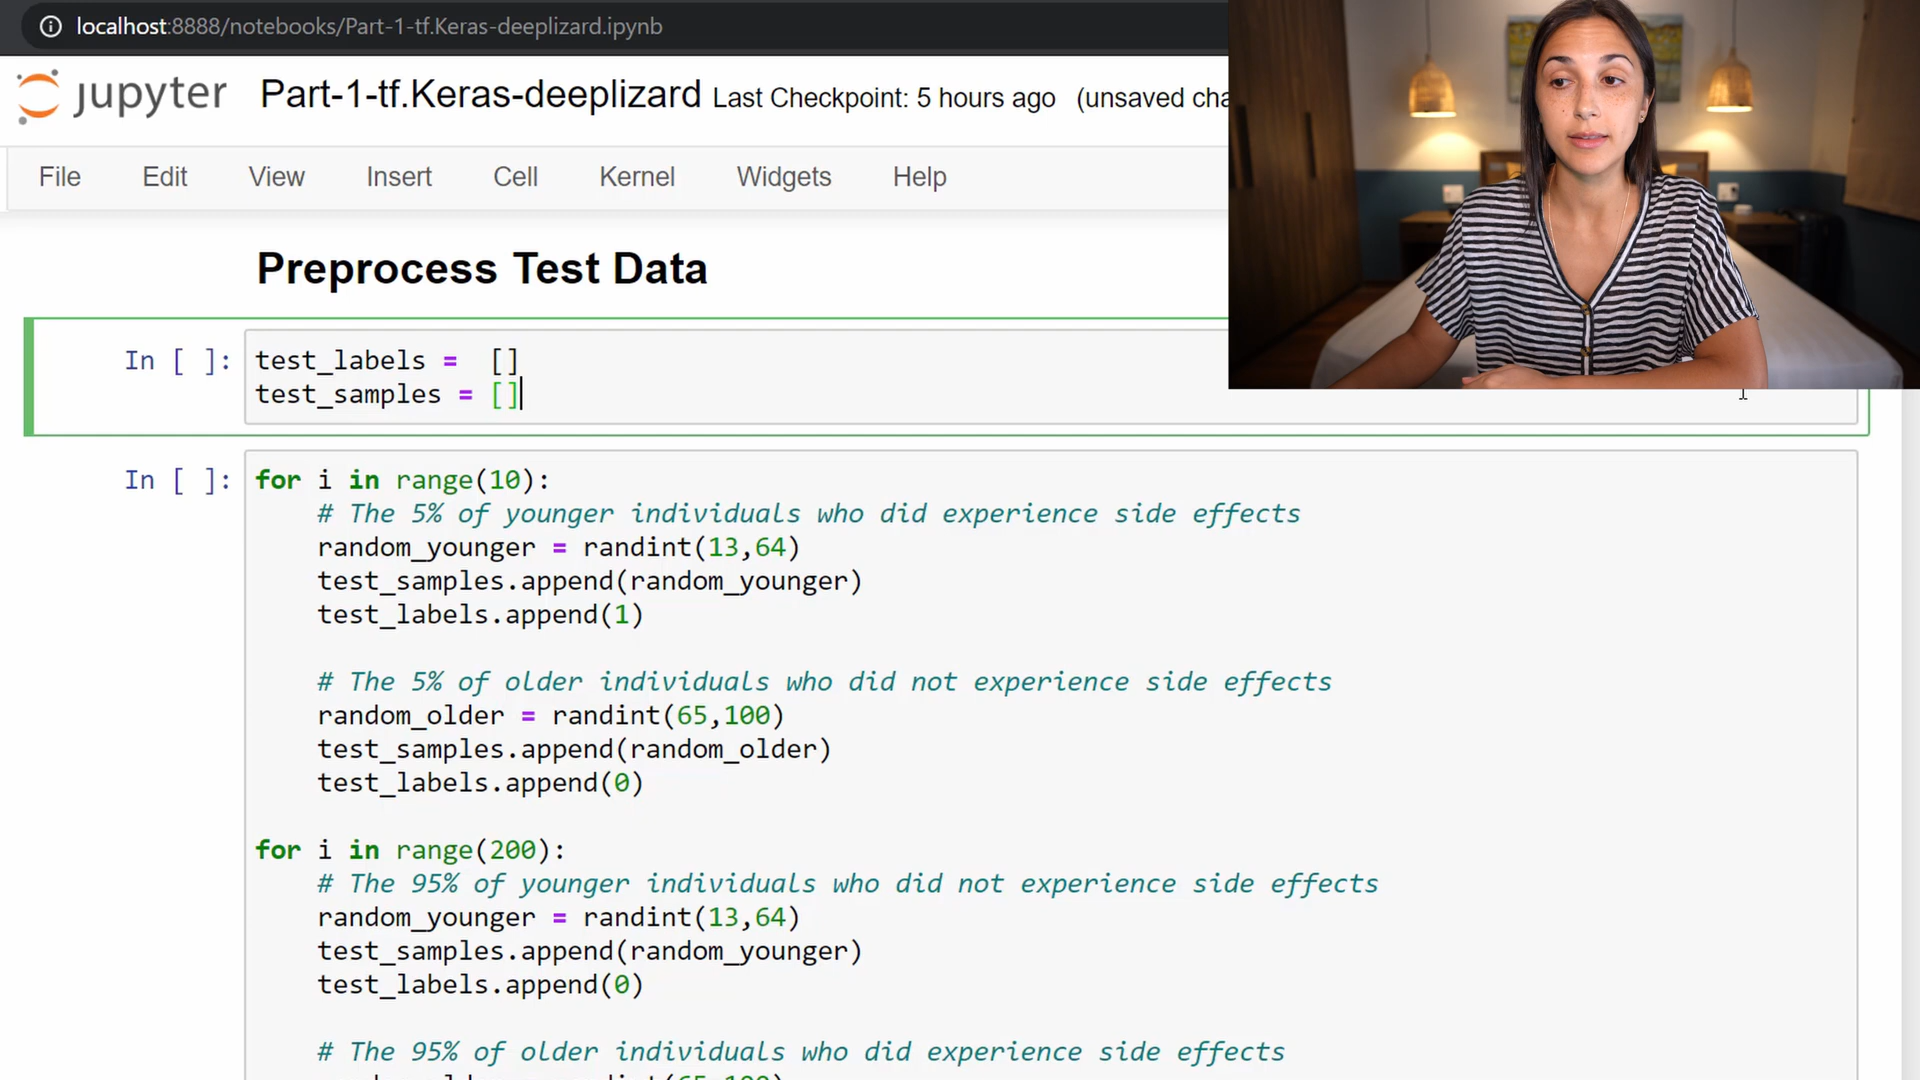 localhost:8888/notebooks/Part-1-tf.Keras-deeplizard.ipynb
jupyter Part-1-tf.Keras-deeplizard Last Checkpoint: 5 hours ago (unsaved cha
File Edit View Insert Cell Kernel Widgets Help
Preprocess Test Data
In [ ]: test_labels =  []
test_samples = []
In [ ]: for i in range(10):
    # The 5% of younger individuals who did experience side effects
    random_younger = randint(13,64)
    test_samples.append(random_younger)
    test_labels.append(1)
    # The 5% of older individuals who did not experience side effects
    random_older = randint(65,100)
    test_samples.append(random_older)
    test_labels.append(0)
for i in range(200):
    # The 95% of younger individuals who did not experience side effects
    random_younger = randint(13,64)
    test_samples.append(random_younger)
    test_labels.append(0)
    # The 95% of older individuals who did experience side effects